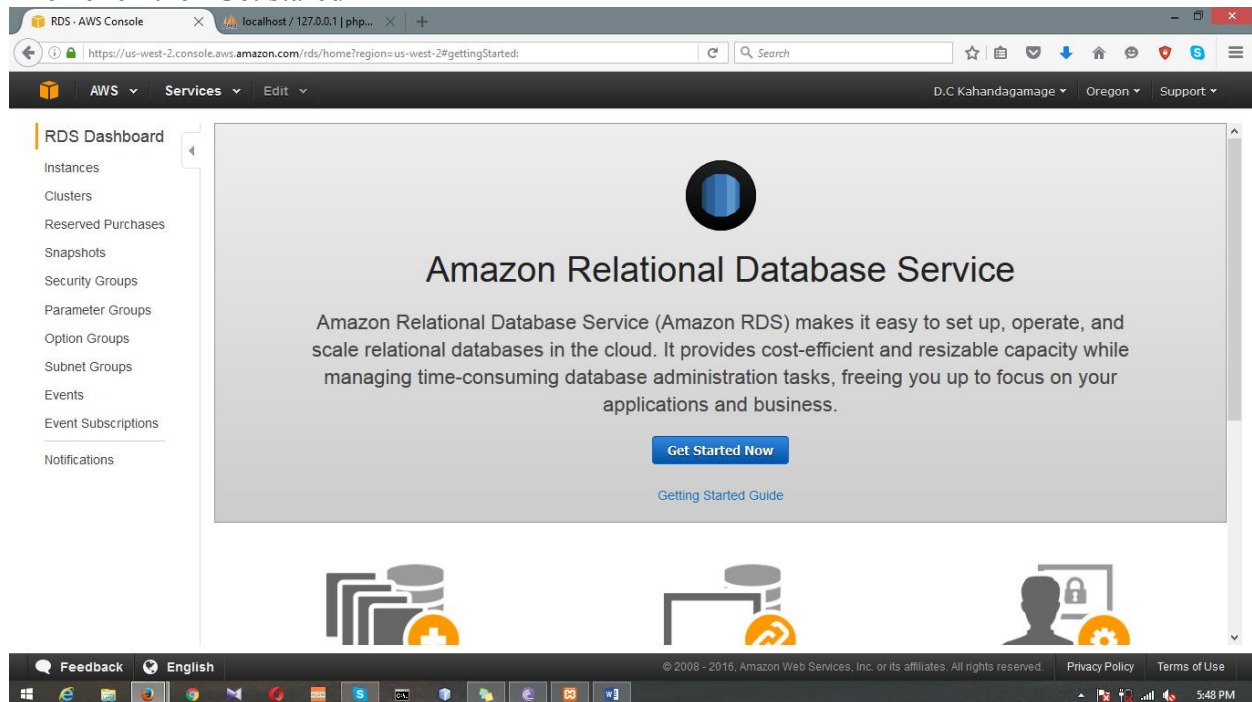 RDS · AWS Console
localhost / 127.0.0.1 | php...
https://us-west-2.console.aws.amazon.com/rds/home?region=us-west-2#gettingStarted:
Search
AWS
Services
Edit
D.C Kahandagamage
Oregon
Support
RDS Dashboard
Instances
Clusters
Reserved Purchases
Snapshots
Security Groups
Parameter Groups
Option Groups
Subnet Groups
Events
Event Subscriptions
Notifications
Amazon Relational Database Service
Amazon Relational Database Service (Amazon RDS) makes it easy to set up, operate, and
scale relational databases in the cloud. It provides cost-efficient and resizable capacity while
managing time-consuming database administration tasks, freeing you up to focus on your
applications and business.
Get Started Now
Getting Started Guide
Feedback
English
© 2008 - 2016, Amazon Web Services, Inc. or its affiliates. All rights reserved.
Privacy Policy
Terms of Use
5:48 PM